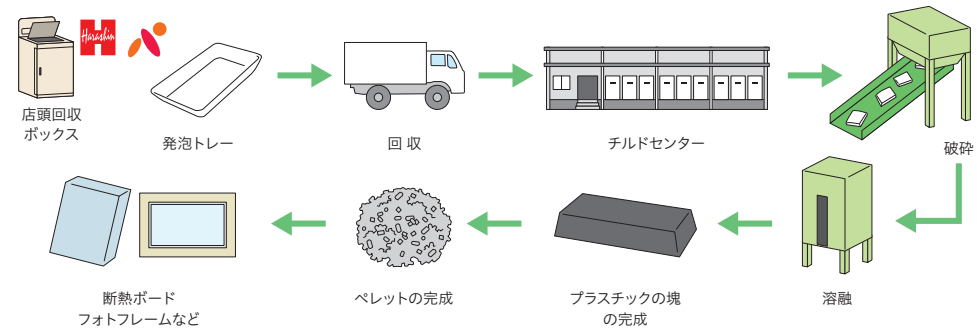 Harashin
店頭回収
ボックス
発泡トレー
回 収
チルドセンター
破砕
溶融
プラスチックの塊
の完成
ペレットの完成
断熱ボード
フォトフレームなど